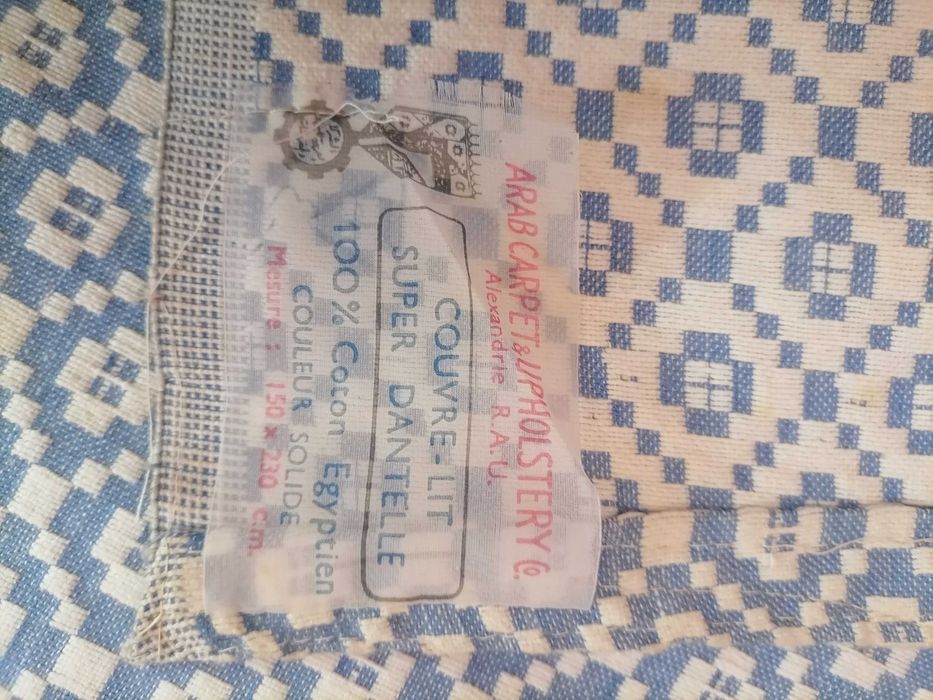 ARAB CARPET & UPHOLSTERY Co.
Alexandrie R.A.U.
COUVRE-LIT
SUPER DANTELLE
100% Coton Egyptien
COULEUR SOLIDE
Mesure : 150 x 230 cm.